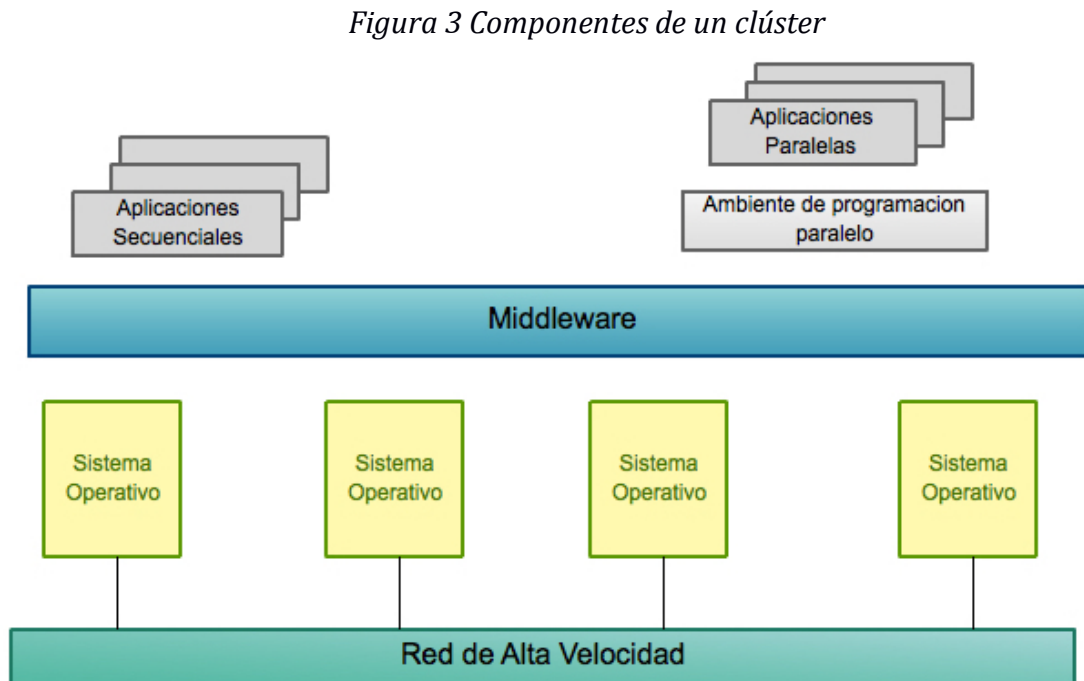 Figura 3 Componentes de un clúster
Aplicaciones
Secuenciales
Aplicaciones
Paralelas
Ambiente de programacion
paralelo
Middleware
Sistema
Operativo
Sistema
Operativo
Sistema
Operativo
Sistema
Operativo
Red de Alta Velocidad